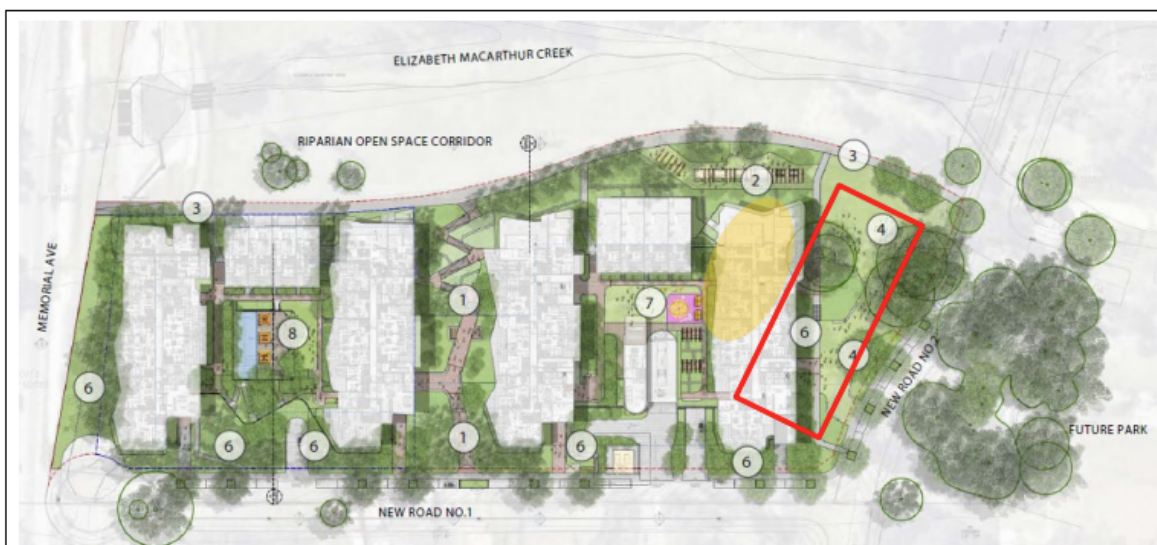 ELIZABETH MACARTHUR CREEK
RIPARIAN OPEN SPACE CORRIDOR
3
2
3
4
MEMORIAL AVE
1
7
8
6
4
NEW ROAD NO.2
6
FUTURE PARK
6
6
1
6
6
NEW ROAD NO.1